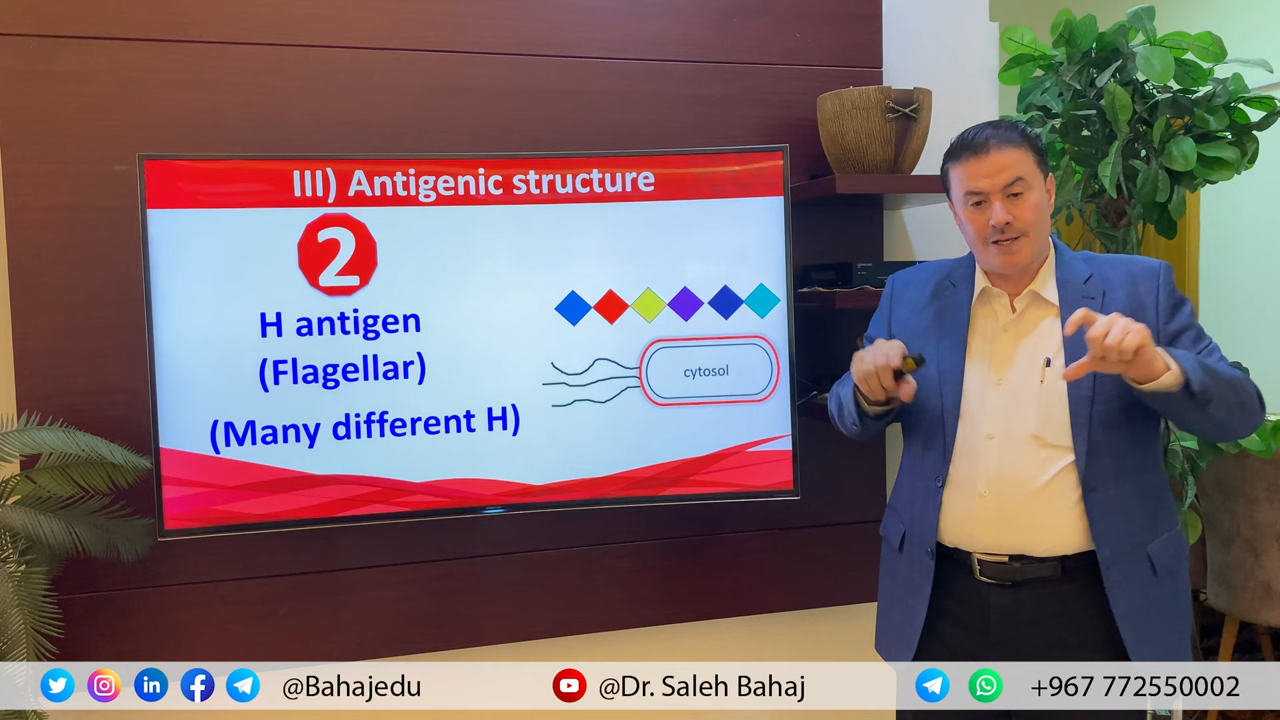 III) Antigenic structure
2
H antigen
(Flagellar)
(Many different H)
cytosol
@Bahajedu
@Dr. Saleh Bahaj
+967 772550002